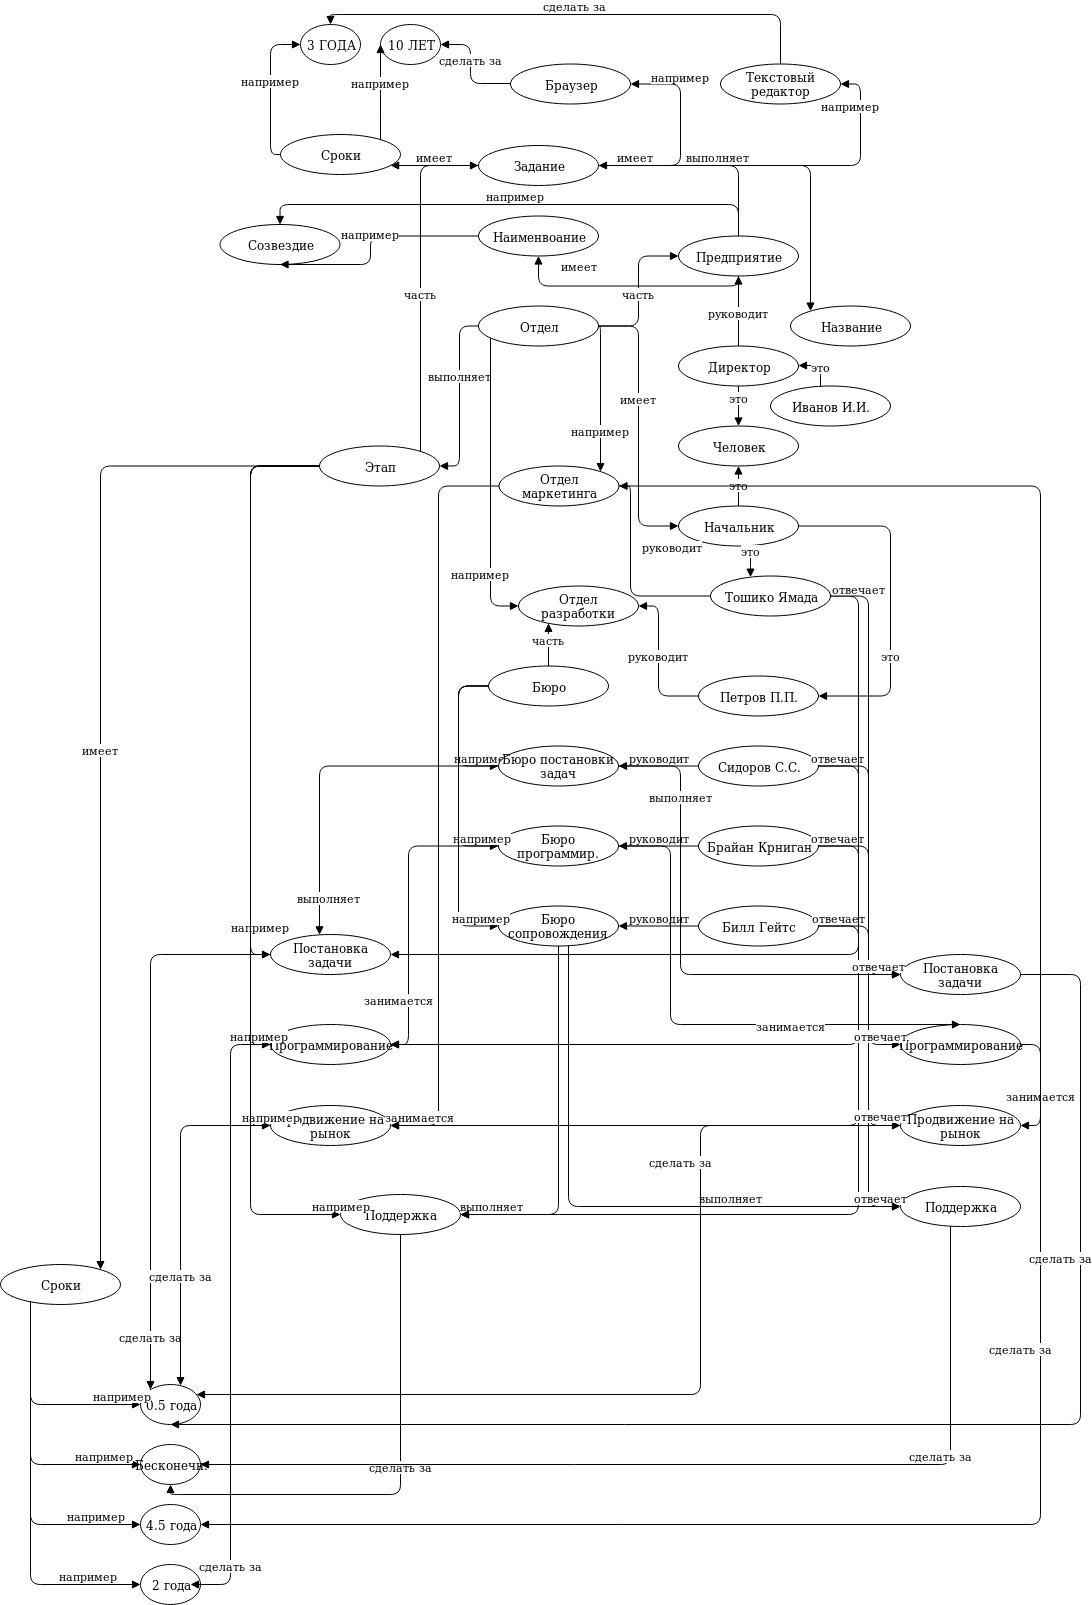 сделать за
3 ГОДА
10 ЛЕТ
сделать за
например
например
Браузер
например
Текстовый
редактор
например
Сроки
имеет
Задание
имеет
выполняет
например
Созвездие
например
Наименвоание
Предприятие
имеет
часть
часть
руководит
Отдел
Название
выполняет
Директор
это
это
Иванов И.И.
имеет
например
Человек
Этап
Отдел
маркетинга
это
Начальник
руководит
это
например
Отдел
разработки
Тошико Ямада
отвечает
часть
руководит
это
Бюро
Петров П.П.
имеет
например
Бюро постановки
задач
руководит
Сидоров С.С.
отвечает
выполняет
например
Бюро
программир.
руководит
Брайан Крниган
отвечает
выполняет
например
Бюро
сопровождения
руководит
Билл Гейтс
отвечает
например
Постановка
задачи
отвечает
Постановка
задачи
занимается
занимается
например
Программирование
отвечает
Программирование
занимается
например
Продвижение на
рынок
занимается
отвечает
Продвижение на
рынок
сделать за
например
Поддержка
выполняет
выполняет
отвечает
Поддержка
сделать за
Сроки
сделать за
сделать за
сделать за
например
0.5 года
например
Бесконечн.
сделать за
сделать за
например
4.5 года
например
2 года
сделать за